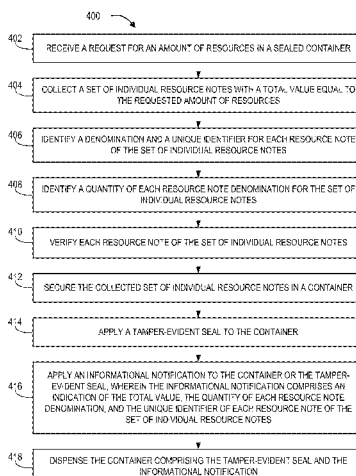 400
402
RECEIVE A REQUEST FOR AN AMOUNT OF RESOURCES IN A SEALED CONTAINER
404
COLLECT A SET OF INDIVIDUAL RESOURCE NOTES WITH A TOTAL VALUE EQUAL TO
THE REQUESTED AMOUNT OF RESOURCES
406
IDENTIFY A DENOMINATION AND A UNIQUE IDENTIFIER FOR EACH RESOURCE NOTE
OF THE SET OF INDIVIDUAL RESOURCE NOTES
408
IDENTIFY A QUANTITY OF EACH RESOURCE NOTE DENOMINATION FOR THE SET OF
INDIVIDUAL RESOURCE NOTES
410
VERIFY EACH RESOURCE NOTE OF THE SET OF INDIVIDUAL RESOURCE NOTES
412
SECURE THE COLLECTED SET OF INDIVIDUAL RESOURCE NOTES IN A CONTAINER
414
APPLY A TAMPER-EVIDENT SEAL TO THE CONTAINER
416
APPLY AN INFORMATIONAL NOTIFICATION TO THE CONTAINER OR THE TAMPER-
EVIDENT SEAL, WHEREIN THE INFORMATIONAL NOTIFICATION COMPRISES AN
INDICATION OF THE TOTAL VALUE, THE QUANTITY OF EACH RESOURCE NOTE
DENOMINATION, AND THE UNIQUE IDENTIFIER OF EACH RESOURCE NOTE OF THE
SET OF INDIVIDUAL RESOURCE NOTES
418
DISPENSE THE CONTAINER COMPRISING THE TAMPER-EVIDENT SEAL AND THE
INFORMATIONAL NOTIFICATION